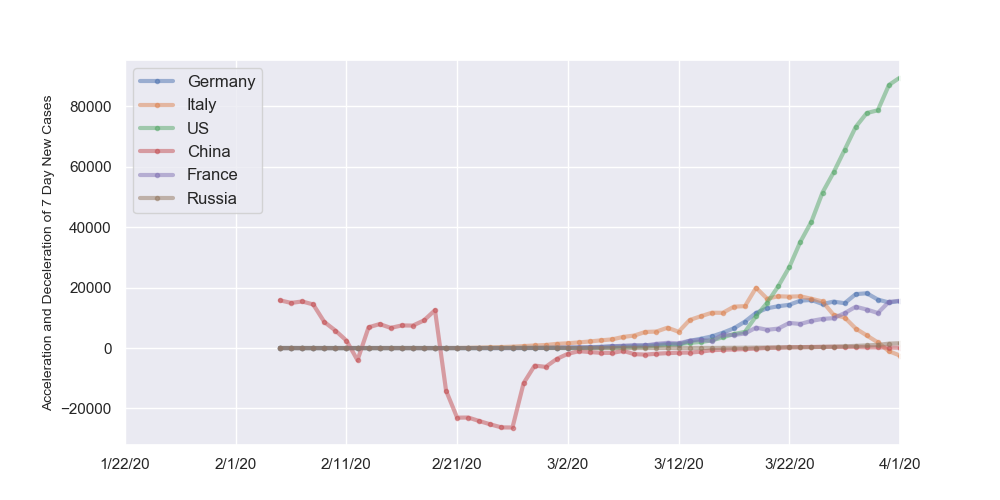 Germany
Italy
US
China
France
Russia
Acceleration and Deceleration of 7 Day New Cases
80000
60000
40000
20000
0
−20000
1/22/20 2/1/20 2/11/20 2/21/20 3/2/20 3/12/20 3/22/20 4/1/20